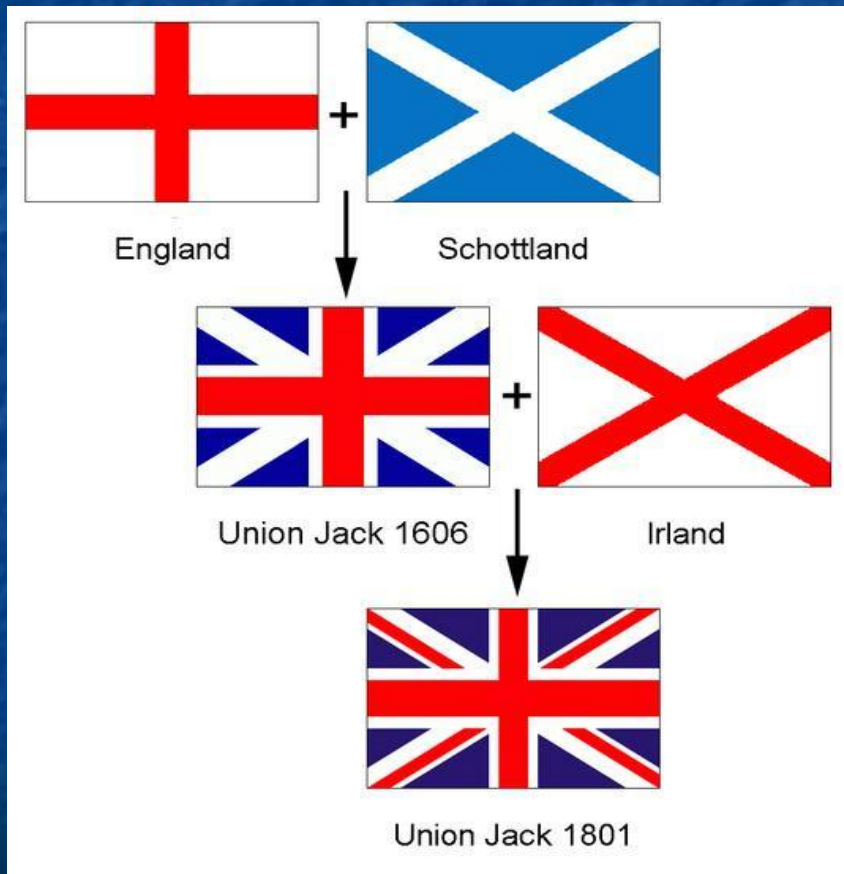 +
England
Schottland
+
Union Jack 1606
Irland
Union Jack 1801